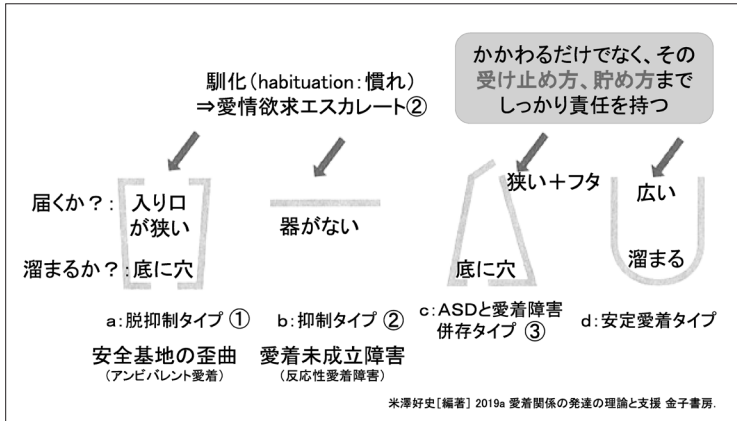 馴化(habituation:慣れ)
⇒愛情欲求エスカレート②
かかわるだけでなく、その
受け止め方、貯め方まで
しっかり責任を持つ
届くか?:
入り口
が狭い
器がない
狭い+フタ
広い
溜まるか?:
底に穴
底に穴
溜まる
a:脱抑制タイプ ①
b:抑制タイプ ②
c:ASDと愛着障害
併存タイプ ③
d:安定愛着タイプ
安全基地の歪曲
(アンビバレント愛着)
愛着未成立障害
(反応性愛着障害)
米澤好史[編著] 2019a 愛着関係の発達の理論と支援 金子書房.